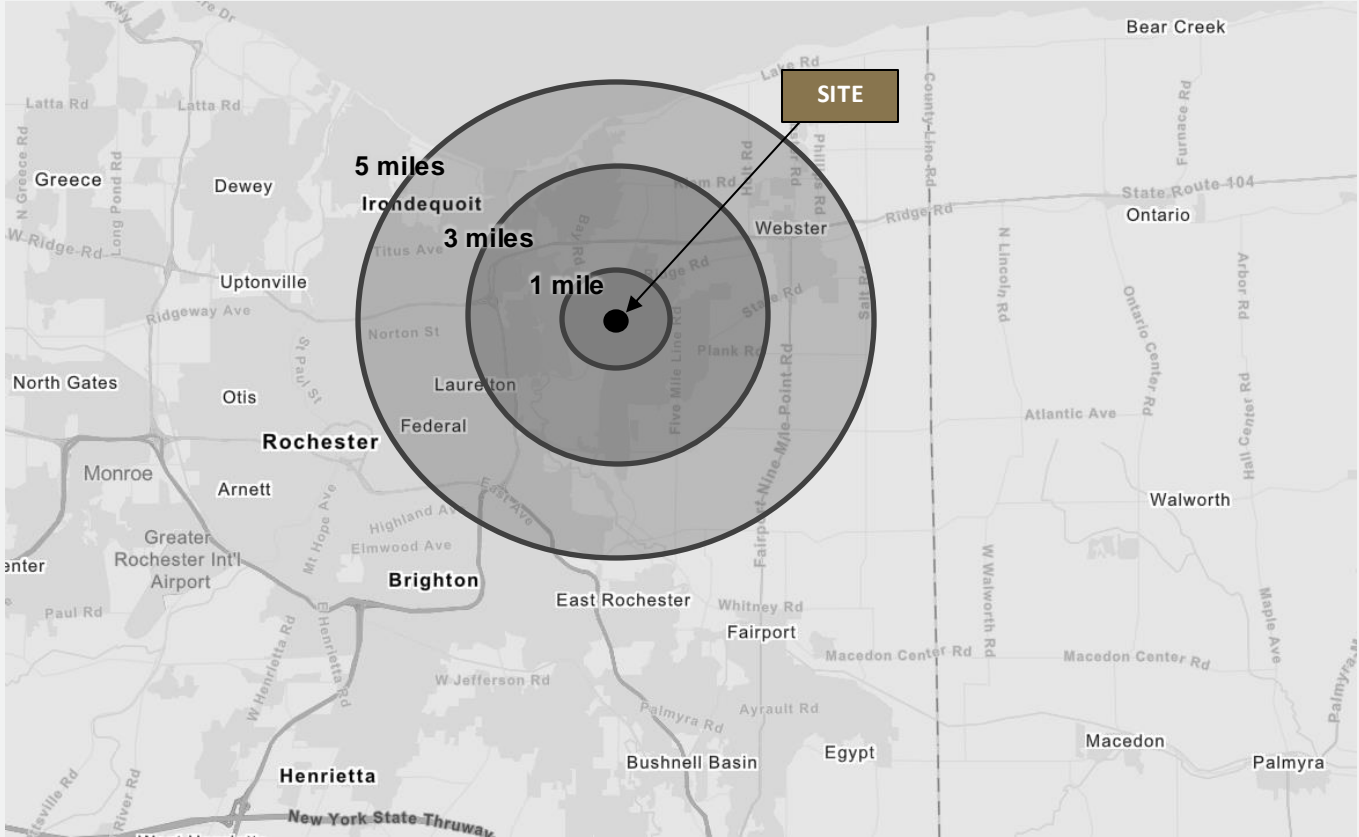 Bear Creek
Lake Rd
SITE
Latta Rd
Latta Rd
N Greece Rd
Long Pond Rd
County Line Rd
Furnace Rd
Holt Rd
Phillips Rd
5 miles
Greece
Dewey
Irondequoit
State Route 104
Ontario
Ridge Rd
Webster
W Ridge Rd
Titus Ave
3 miles
Bay Rd
Ridge Rd
1 mile
Uptonville
State Rd
Salt Rd
N Lincoln Rd
Arbor Rd
Ontario Center Rd
Ridgeway Ave
Norton St
St Paul St
Plank Rd
Five Mile Line Rd
North Gates
Otis
Laurelton
Federal
Fairport Nine Mile Point Rd
Atlantic Ave
Hall Center Rd
Rochester
Monroe
Arnett
East Ave
Walworth
Highland Av
Mt Hope Ave
Elmwood Ave
Greater
Rochester Int'l
Airport
enter
Brighton
East Rochester
Whitney Rd
W Walworth Rd
Maple Ave
Paul Rd
Fairport
E Henrietta Rd
W Henrietta Rd
Macedon Center Rd
Macedon Center Rd
W Jefferson Rd
Palmyra Rd
Ayrault Rd
Egypt
Macedon
Bushnell Basin
Palmyra
Henrietta
River Rd
New York State Thruway